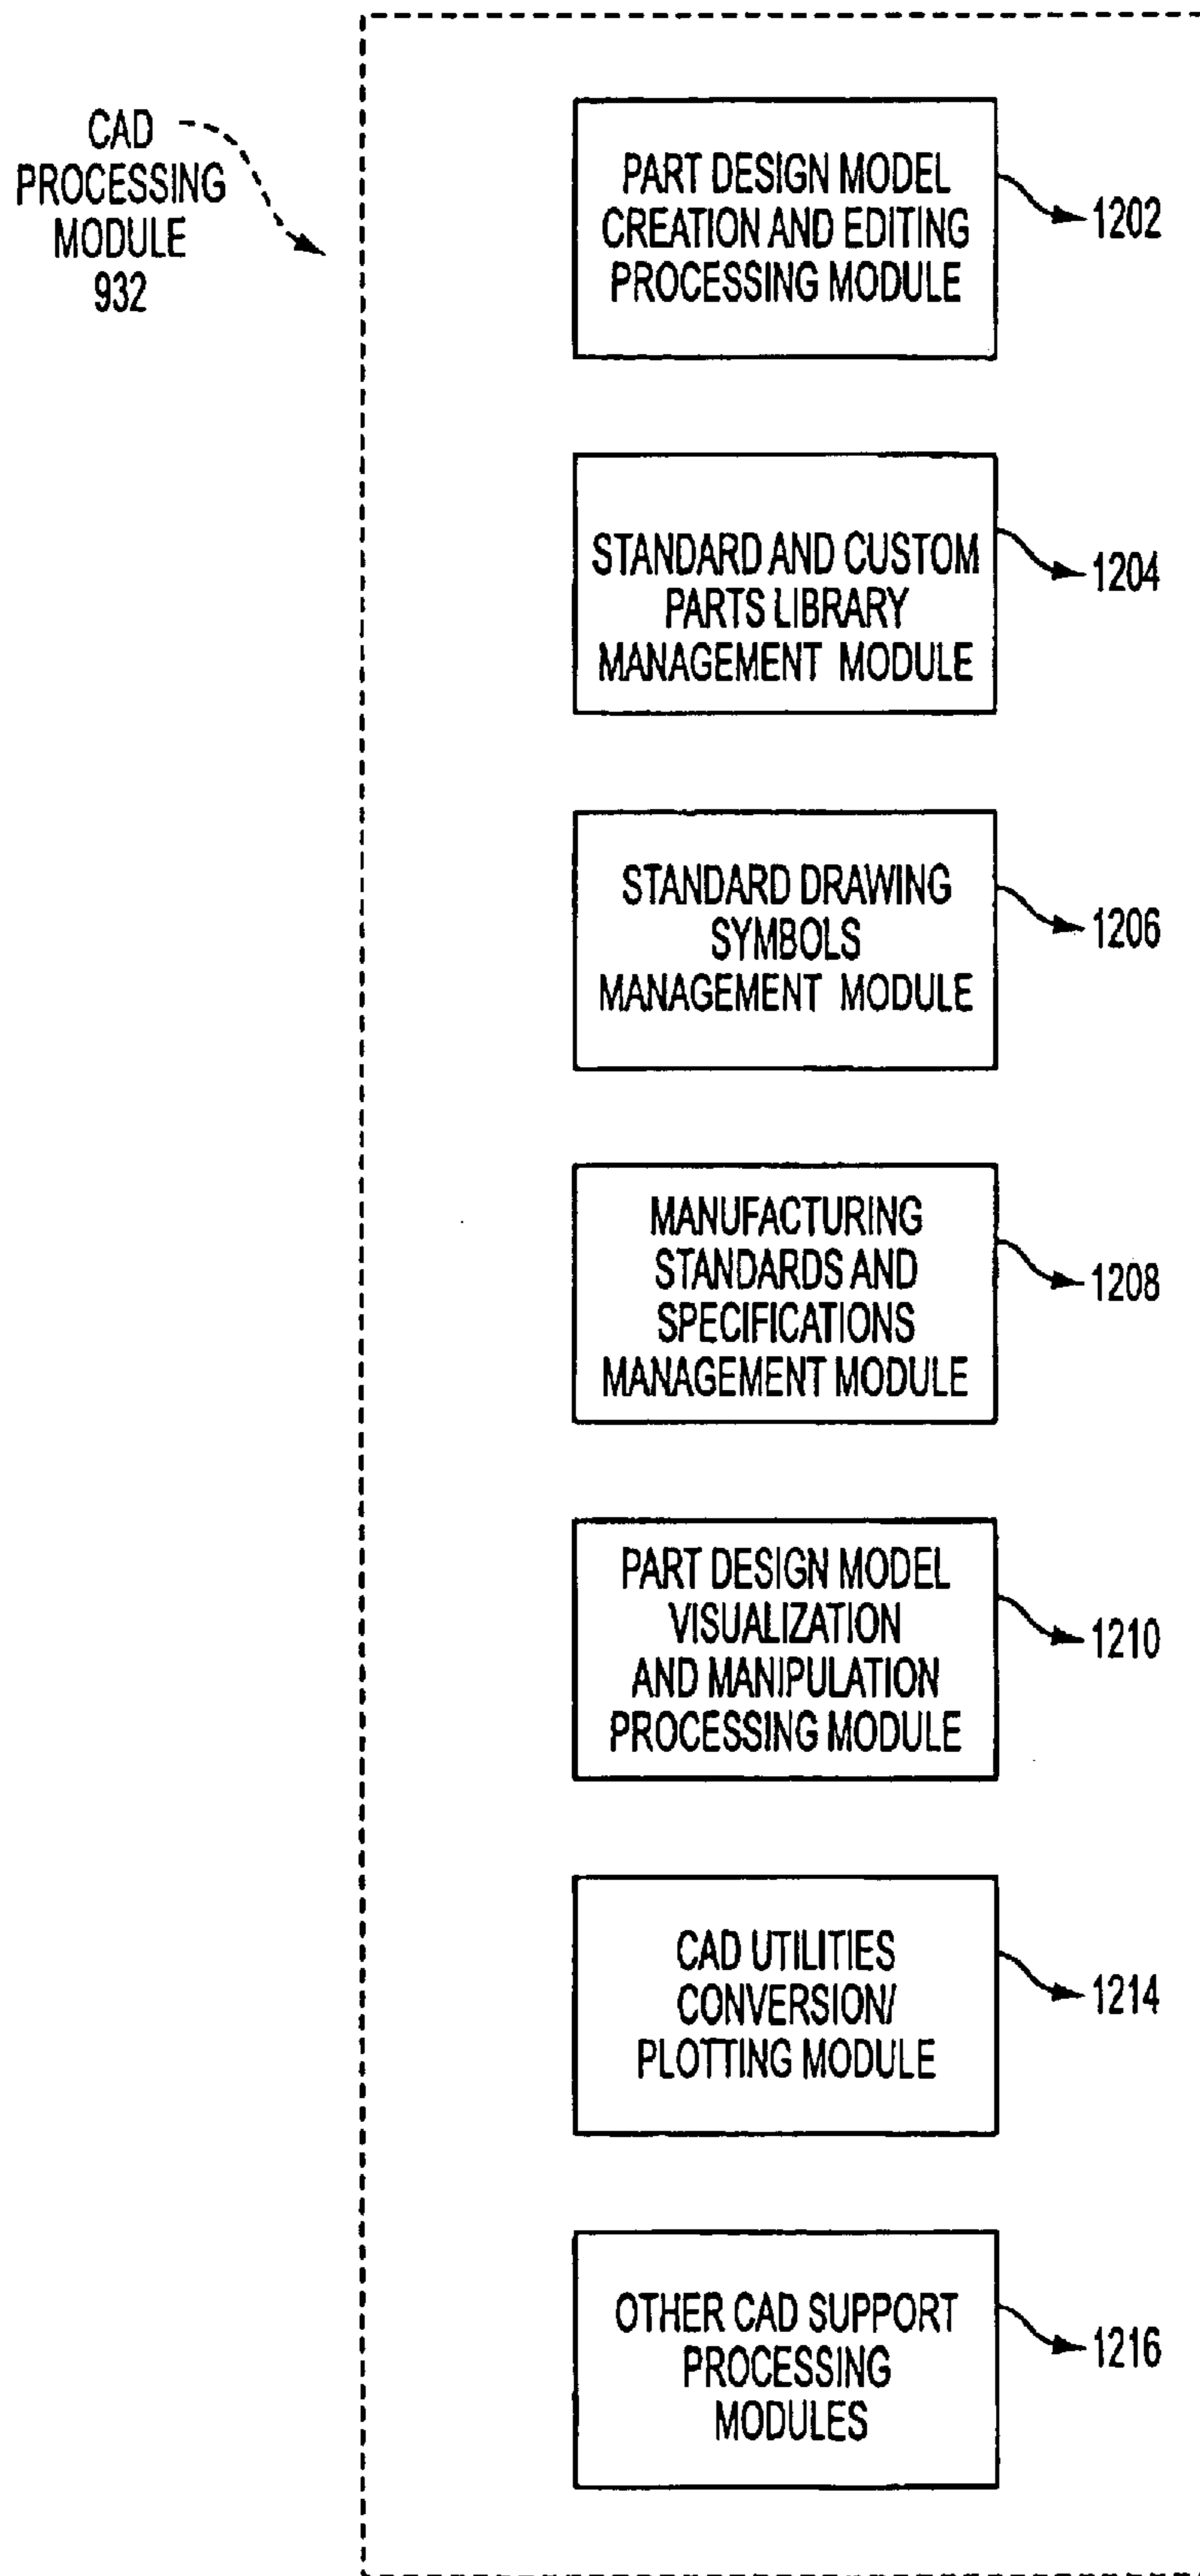 CAD
PROCESSING
MODULE
932
PART DESIGN MODEL
CREATION AND EDITING
PROCESSING MODULE
1202
STANDARD AND CUSTOM
PARTS LIBRARY
MANAGEMENT MODULE
1204
STANDARD DRAWING
SYMBOLS
MANAGEMENT MODULE
1206
MANUFACTURING
STANDARDS AND
SPECIFICATIONS
MANAGEMENT MODULE
1208
PART DESIGN MODEL
VISUALIZATION
AND MANIPULATION
PROCESSING MODULE
1210
CAD UTILITIES
CONVERSION/
PLOTTING MODULE
1214
OTHER CAD SUPPORT
PROCESSING
MODULES
1216